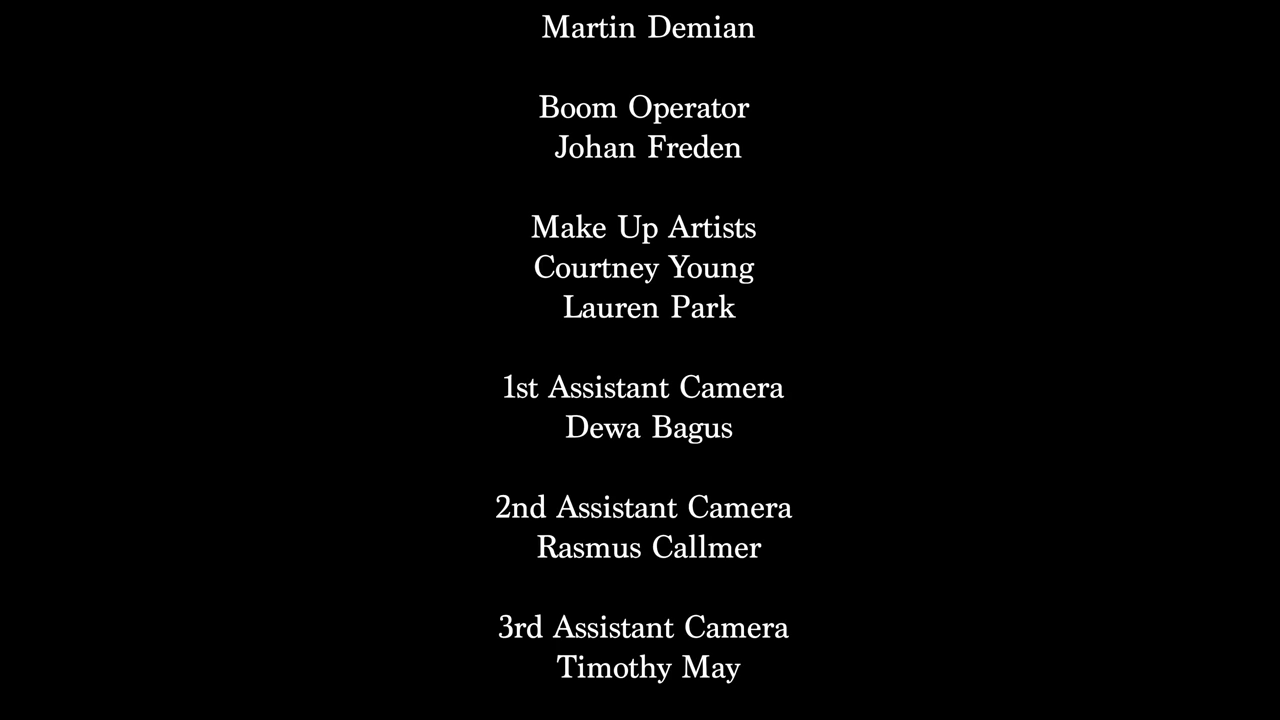 Martin Demian
Boom Operator
Johan Freden
Make Up Artists
Courtney Young
Lauren Park
1st Assistant Camera
Dewa Bagus
2nd Assistant Camera
Rasmus Callmer
3rd Assistant Camera
Timothy May